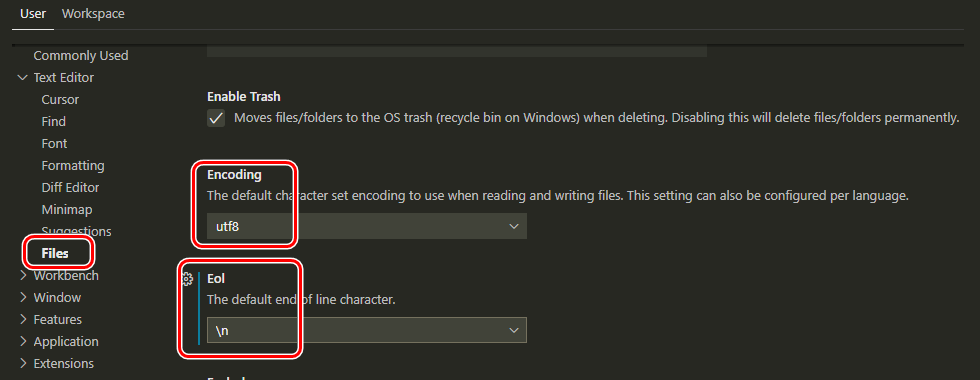 User Workspace
Commonly Used
Text Editor
Cursor
Find
Font
Formatting
Diff Editor
Minimap
Suggestions
Files
Workbench
Window
Features
Application
Extensions
Enable Trash
Moves files/folders to the OS trash (recycle bin on Windows) when deleting. Disabling this will delete files/folders permanently.
Encoding
The default character set encoding to use when reading and writing files. This setting can also be configured per language.
utf8
Eol
The default end of line character.
\n